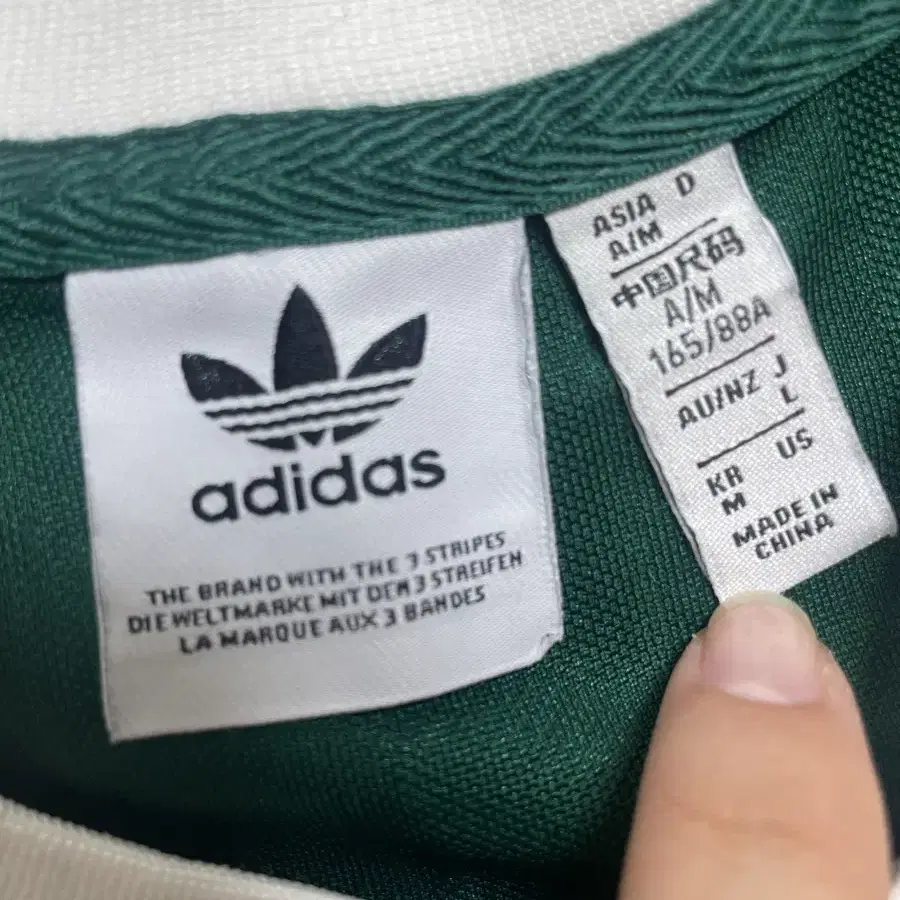 adidas
THE BRAND WITH THE 3 STRIPES
DIE WELTMARKE MIT DEN 3 STREIFEN
LA MARQUE AUX 3 BANDES
ASIA D
A/M
中国尺码
A/M
165/88A
AU/NZ J
L
KR US
M
MADE IN
CHINA